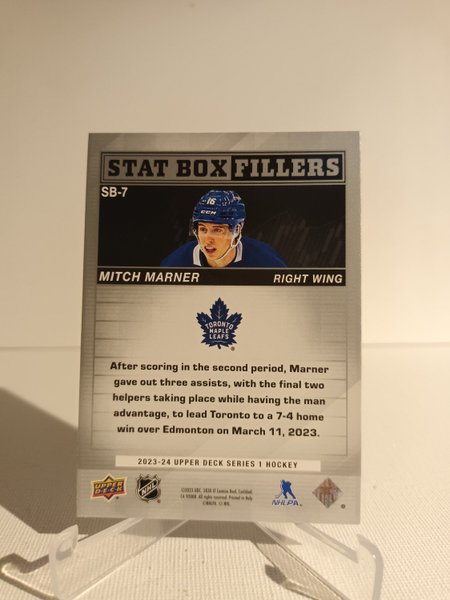 STAT BOX FILLERS
SB-7
16
CCM
MITCH MARNER RIGHT WING
TORONTO
MAPLE
LEAFS
After scoring in the second period, Marner
gave out three assists, with the final two
helpers taking place while having the man
advantage, to lead Toronto to a 7-4 home
win over Edmonton on March 11, 2023.
2023-24 UPPER DECK SERIES 1 HOCKEY
UPPER
DECK
NHL
NHLPA